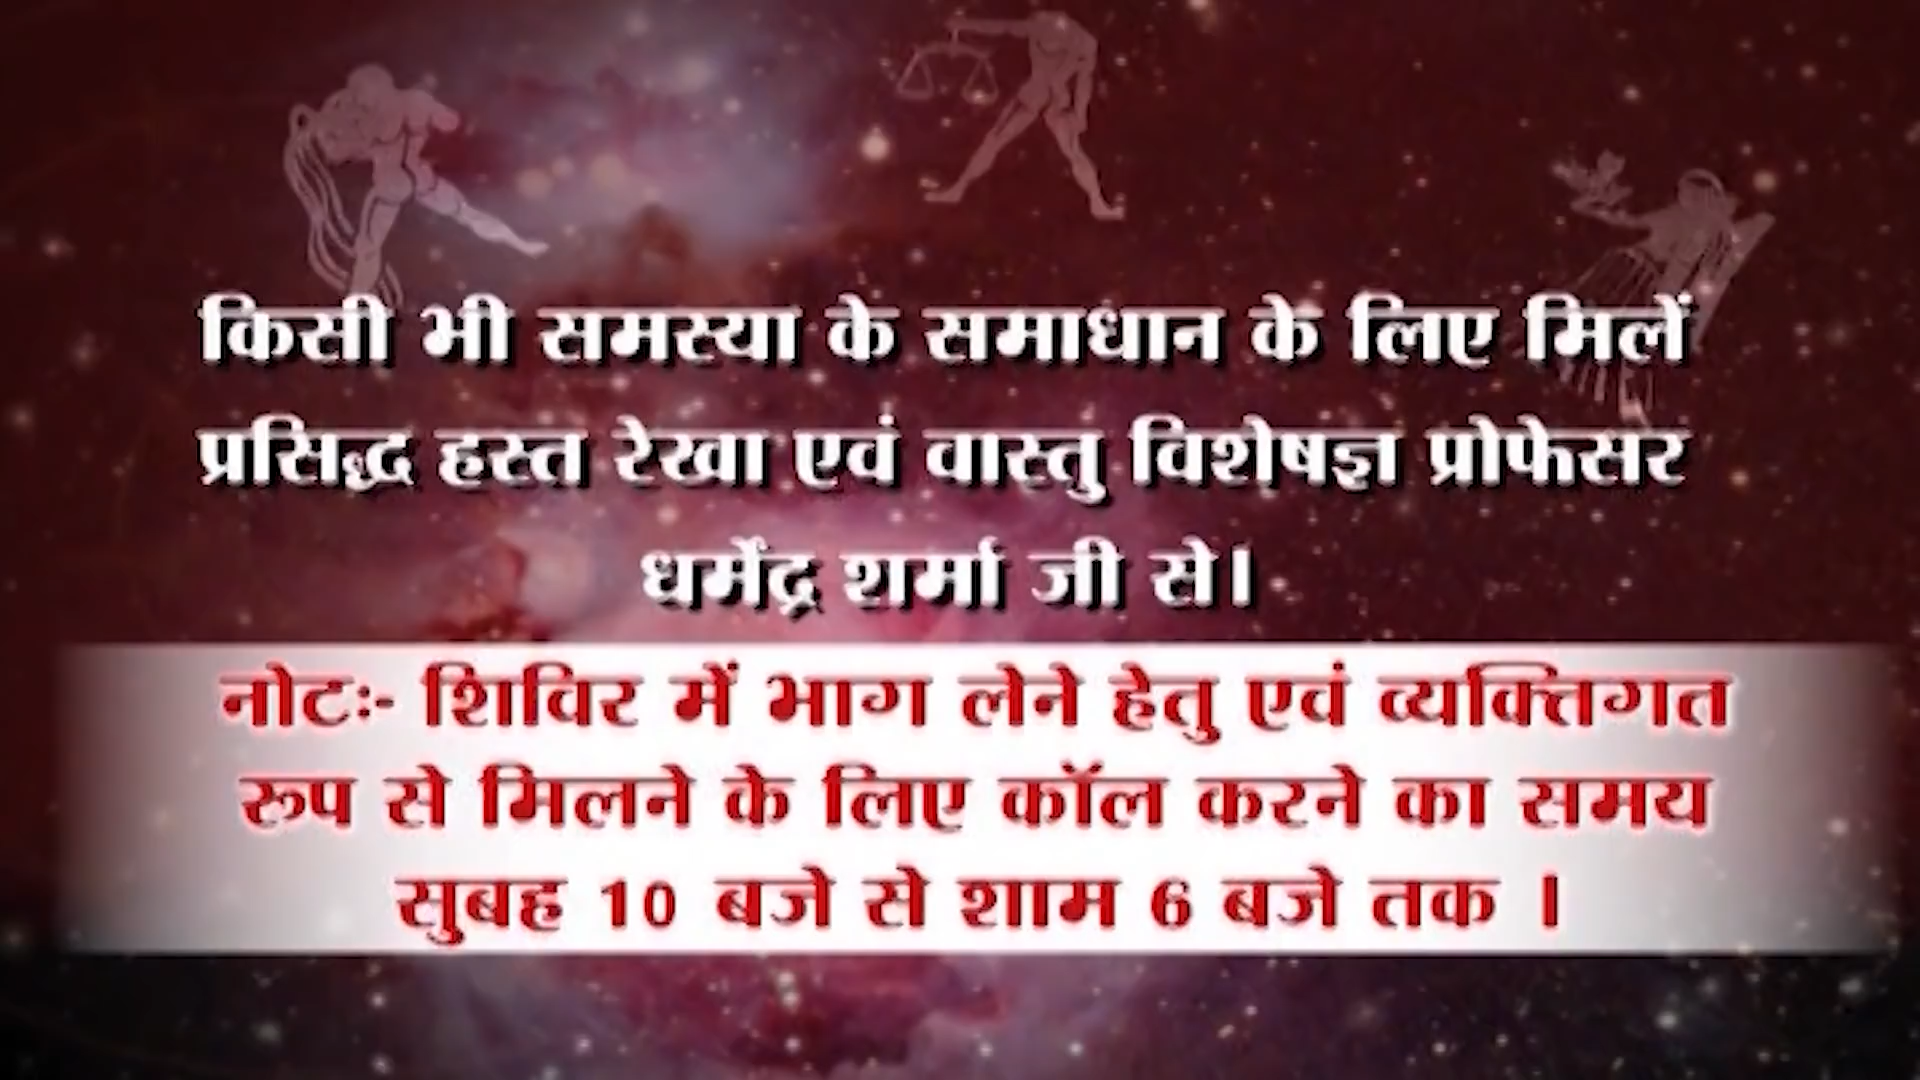 किसी भी समस्या के समाधान के लिए मिलें
प्रसिद्ध हस्त रेखा एवं वास्तु विशेषज्ञ प्रोफेसर
धर्मेंद्र शर्मा जी से।
नोटः- शिविर में भाग लेने हेतु एवं व्यक्तिगत
रूप से मिलने के लिए कॉल करने का समय
सुबह 10 बजे से शाम 6 बजे तक ।